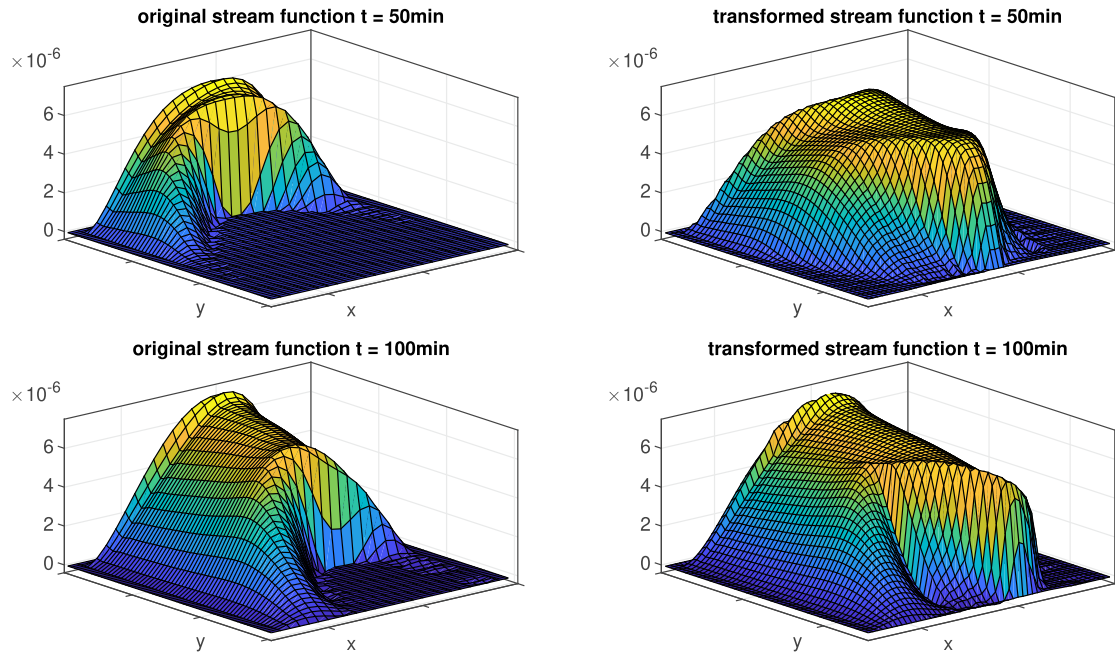 original stream function t = 50min
×10⁻⁶
6
4
2
0
y
x
transformed stream function t = 50min
×10⁻⁶
6
4
2
0
y
x
original stream function t = 100min
×10⁻⁶
6
4
2
0
y
x
transformed stream function t = 100min
×10⁻⁶
6
4
2
0
y
x